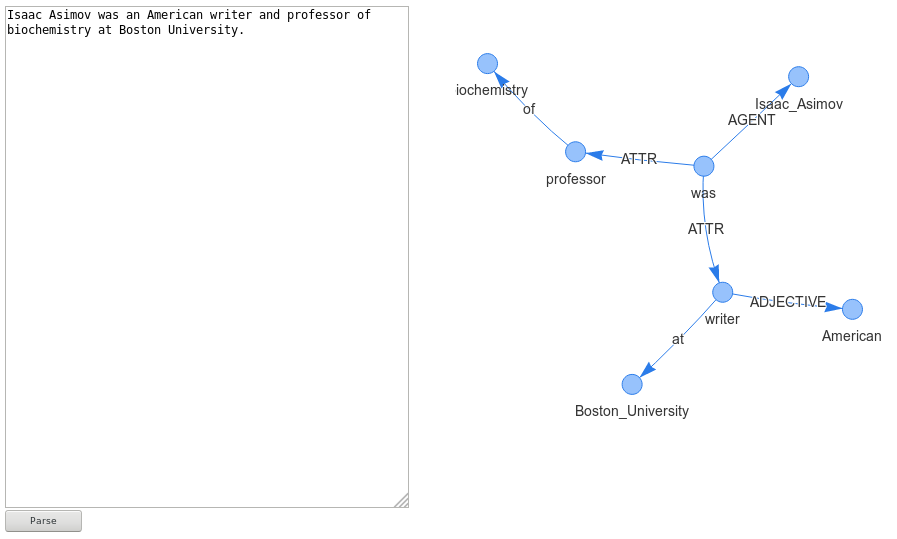 Isaac Asimov was an American writer and professor of
biochemistry at Boston University.
Parse
iochemistry
of
Isaac_Asimov
AGENT
ATTR
professor
was
ATTR
writer
ADJECTIVE
American
at
Boston_University